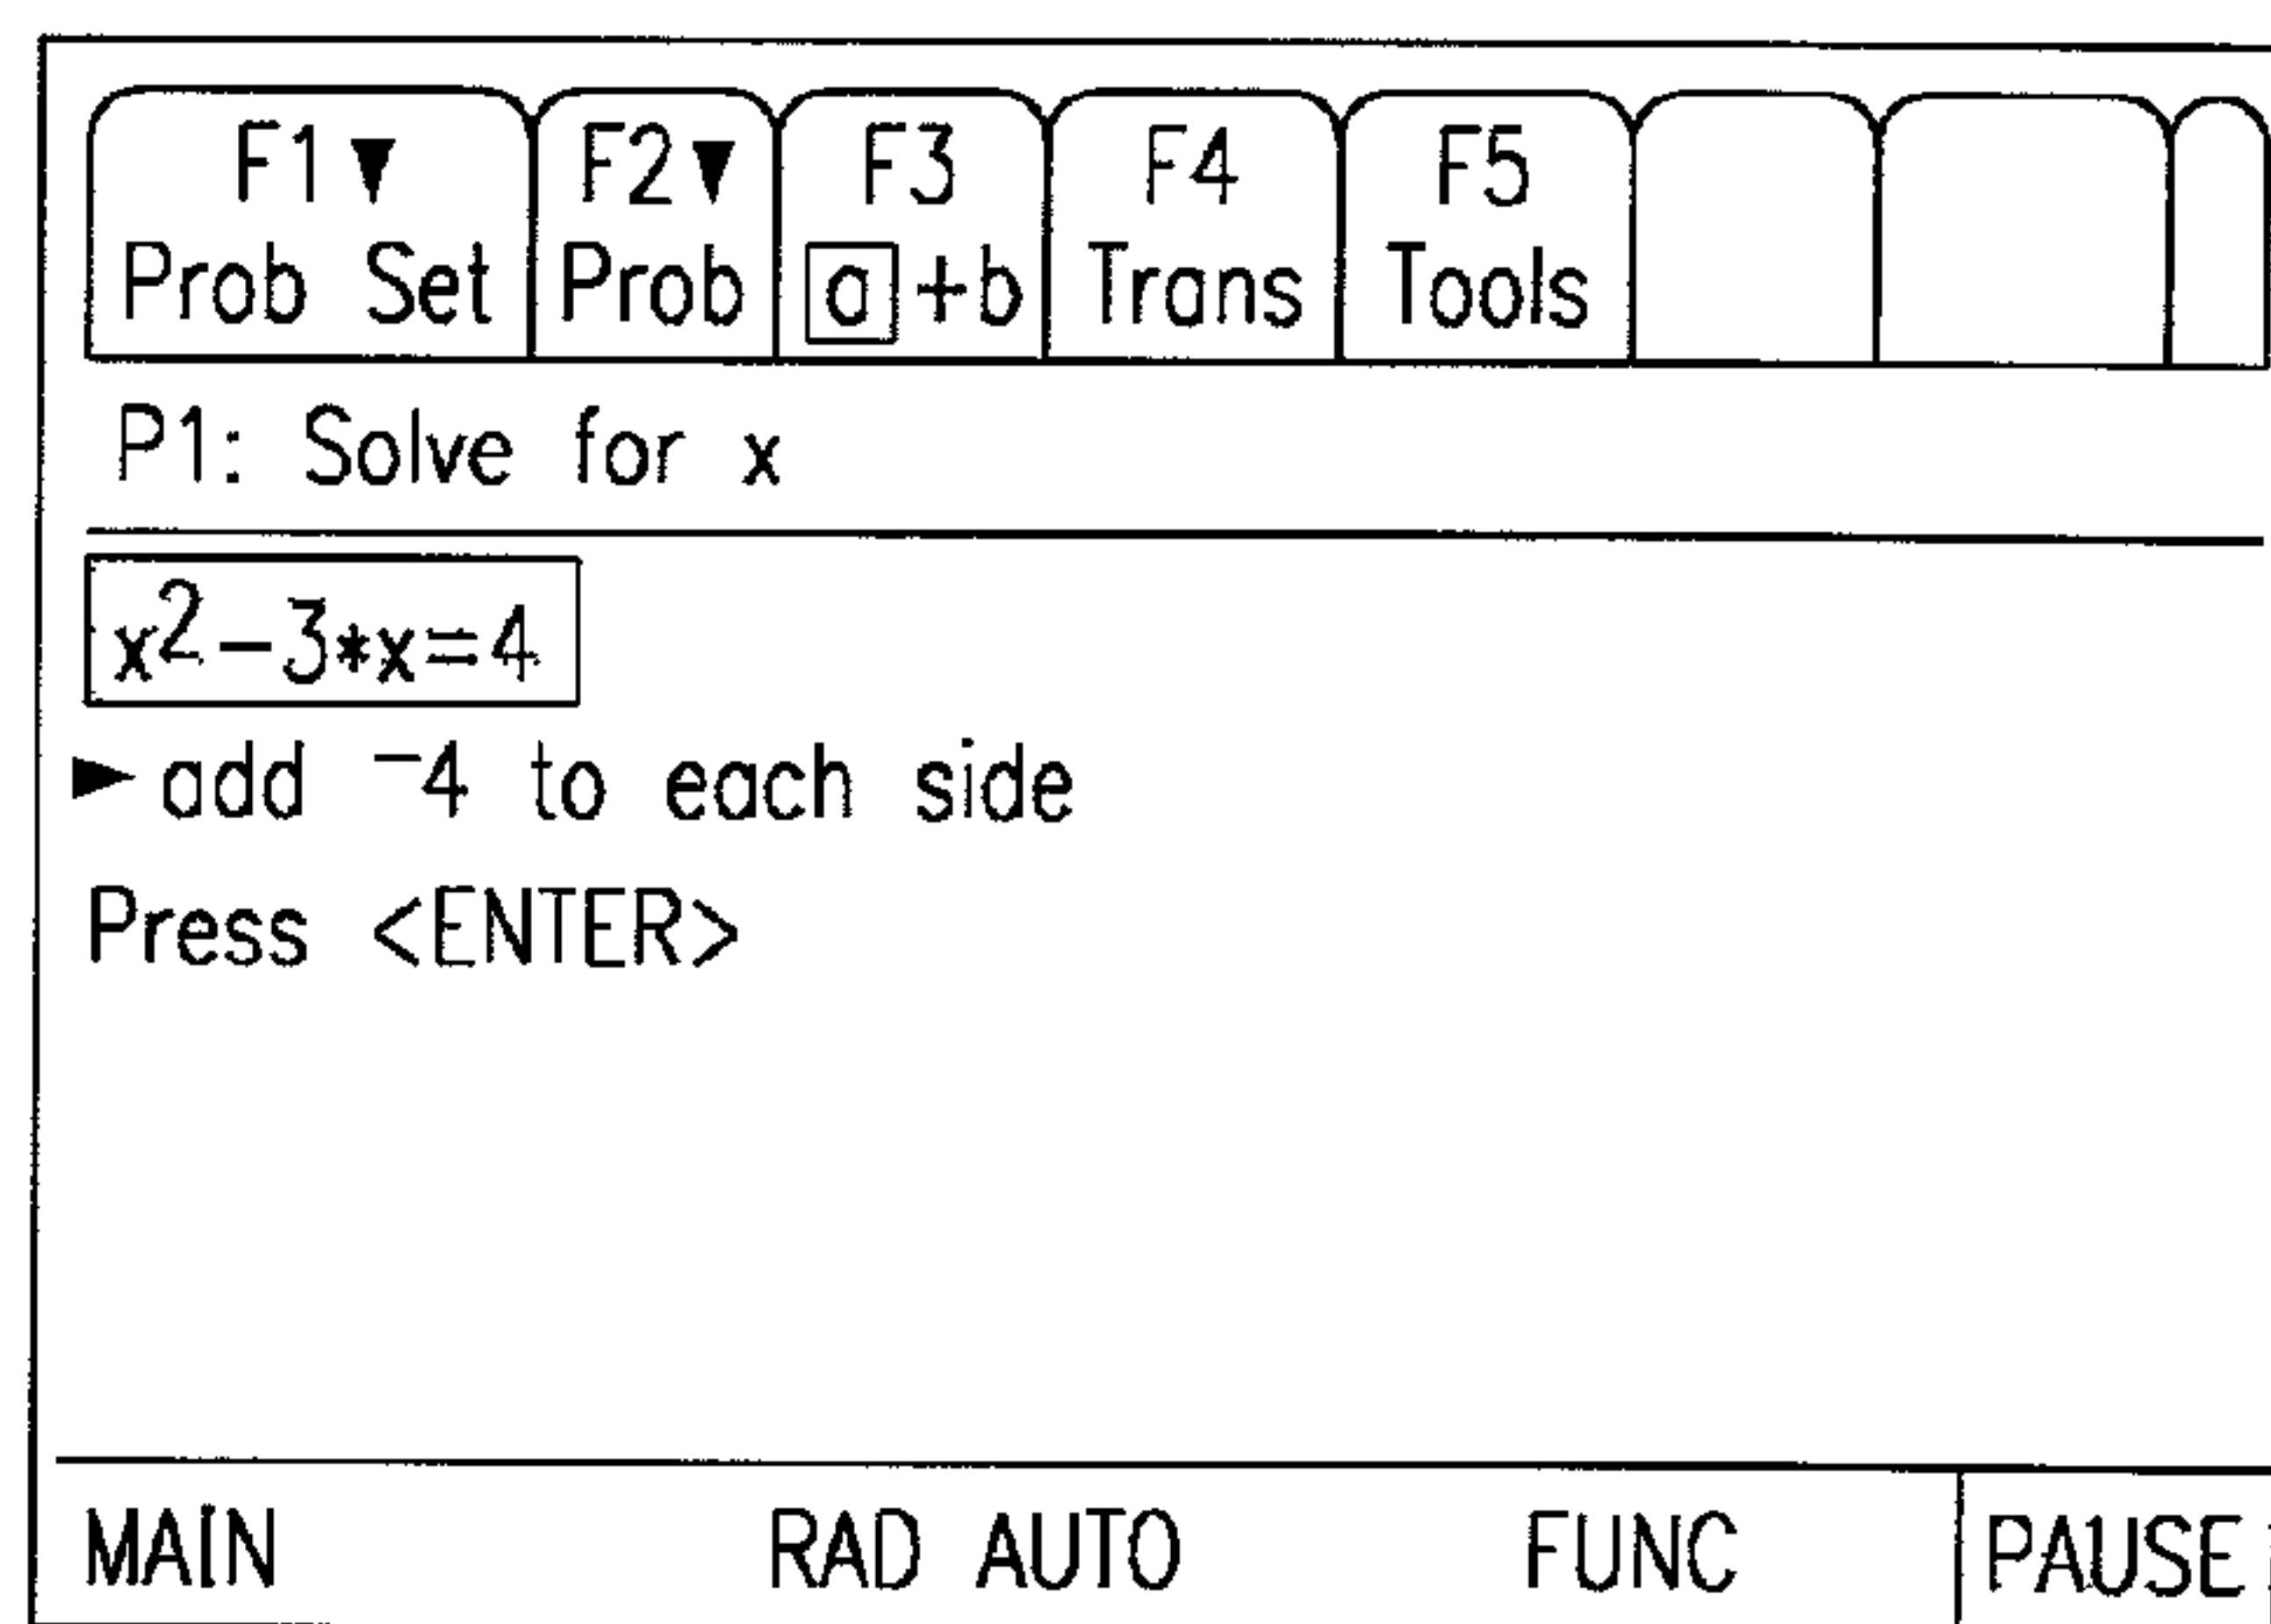 F1▼ F2▼ F3 F4 F5
Prob Set Prob a+b Trans Tools
P1: Solve for x
x²-3*x=4
►add ⁻4 to each side
Press <ENTER>
MAIN RAD AUTO FUNC PAUSE